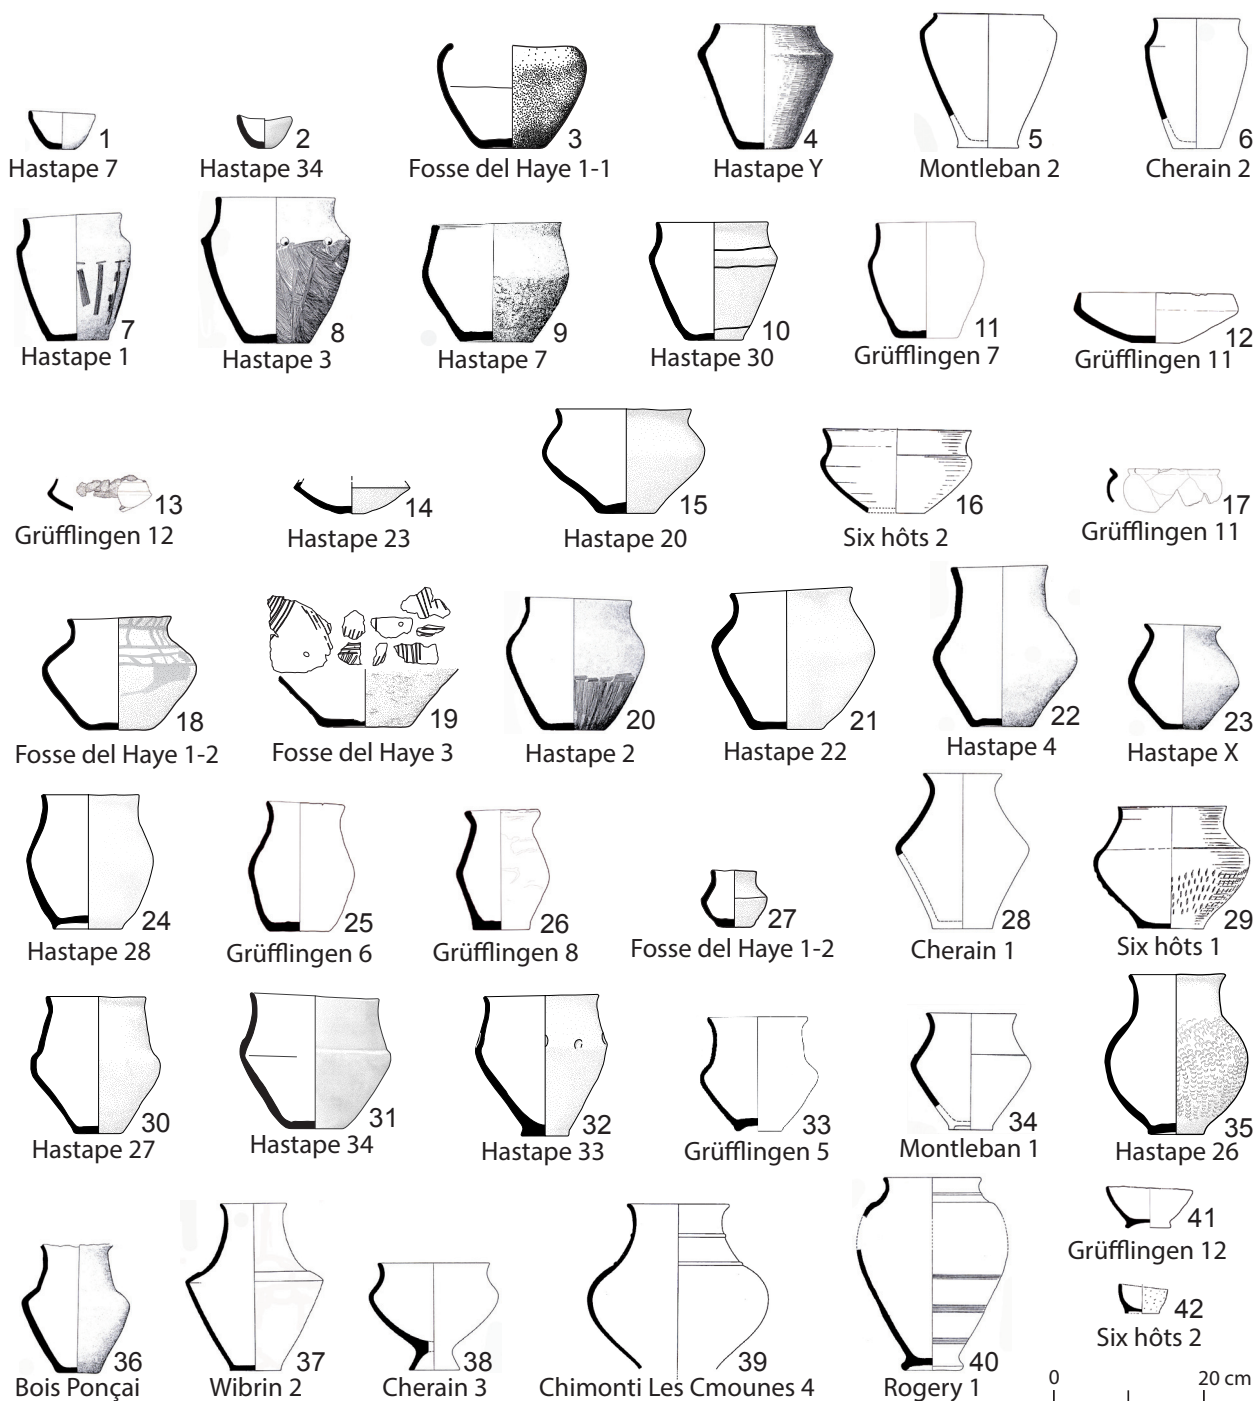 1 2 3 4 5 6
Hastape 7 Hastape 34 Fosse del Haye 1-1 Hastape Y Montleban 2 Cherain 2
7 8 9 10 11 12
Hastape 1 Hastape 3 Hastape 7 Hastape 30 Grüfflingen 7 Grüfflingen 11
13 14 15 16 17
Grüfflingen 12 Hastape 23 Hastape 20 Six hôts 2 Grüfflingen 11
18 19 20 21 22 23
Fosse del Haye 1-2 Fosse del Haye 3 Hastape 2 Hastape 22 Hastape 4 Hastape X
24 25 26 27 28 29
Hastape 28 Grüfflingen 6 Grüfflingen 8 Fosse del Haye 1-2 Cherain 1 Six hôts 1
30 31 32 33 34 35
Hastape 27 Hastape 34 Hastape 33 Grüfflingen 5 Montleban 1 Hastape 26
41
Grüfflingen 12
42
Six hôts 2
36 37 38 39 40
Bois Ponçai Wibrin 2 Cherain 3 Chimonti Les Cmounes 4 Rogery 1
0 20 cm